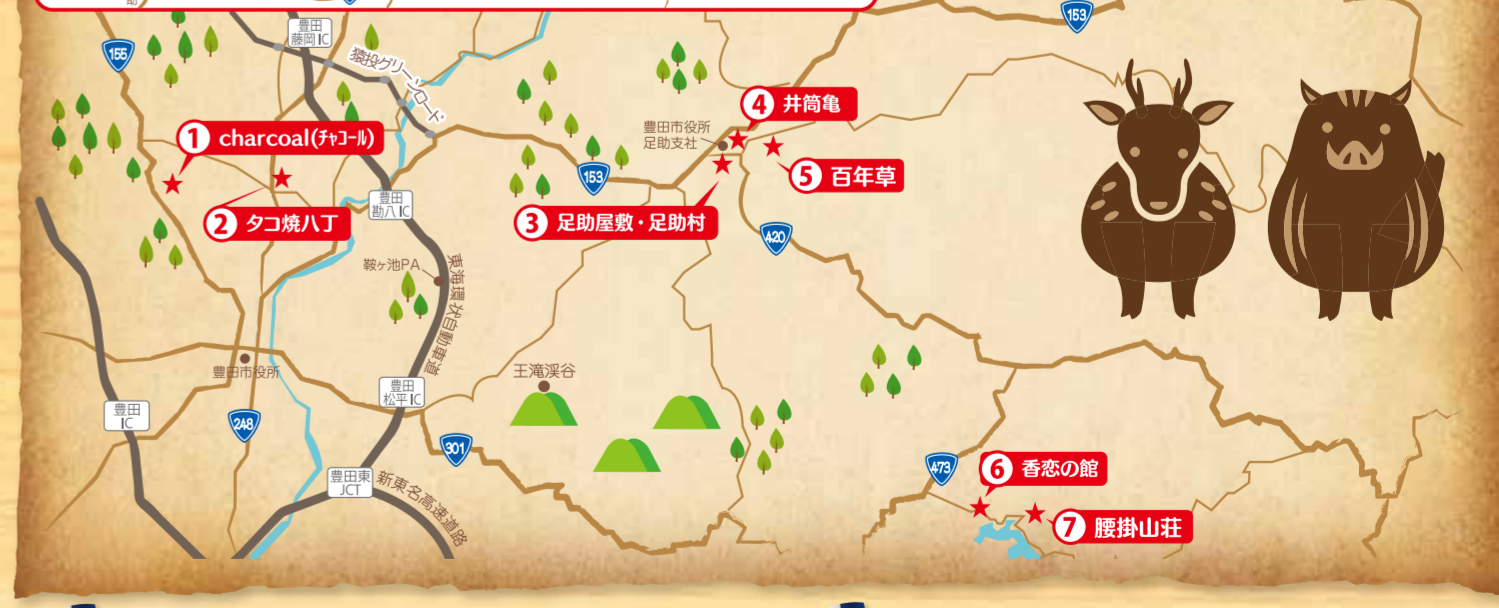 153
155
豊田
藤岡IC
猿投グリーンロード
4 井筒亀
1 charcoal(チャコール)
豊田市役所
足助支社
5 百年草
153
豊田
勘八IC
2 タコ焼八丁
3 足助屋敷・足助村
420
鞍ヶ池PA
東海環状自動車道
豊田市役所
王滝渓谷
豊田
松平IC
豊田
IC
248
301
豊田東
JCT
新東名高速道路
473
6 香恋の館
7 腰掛山荘